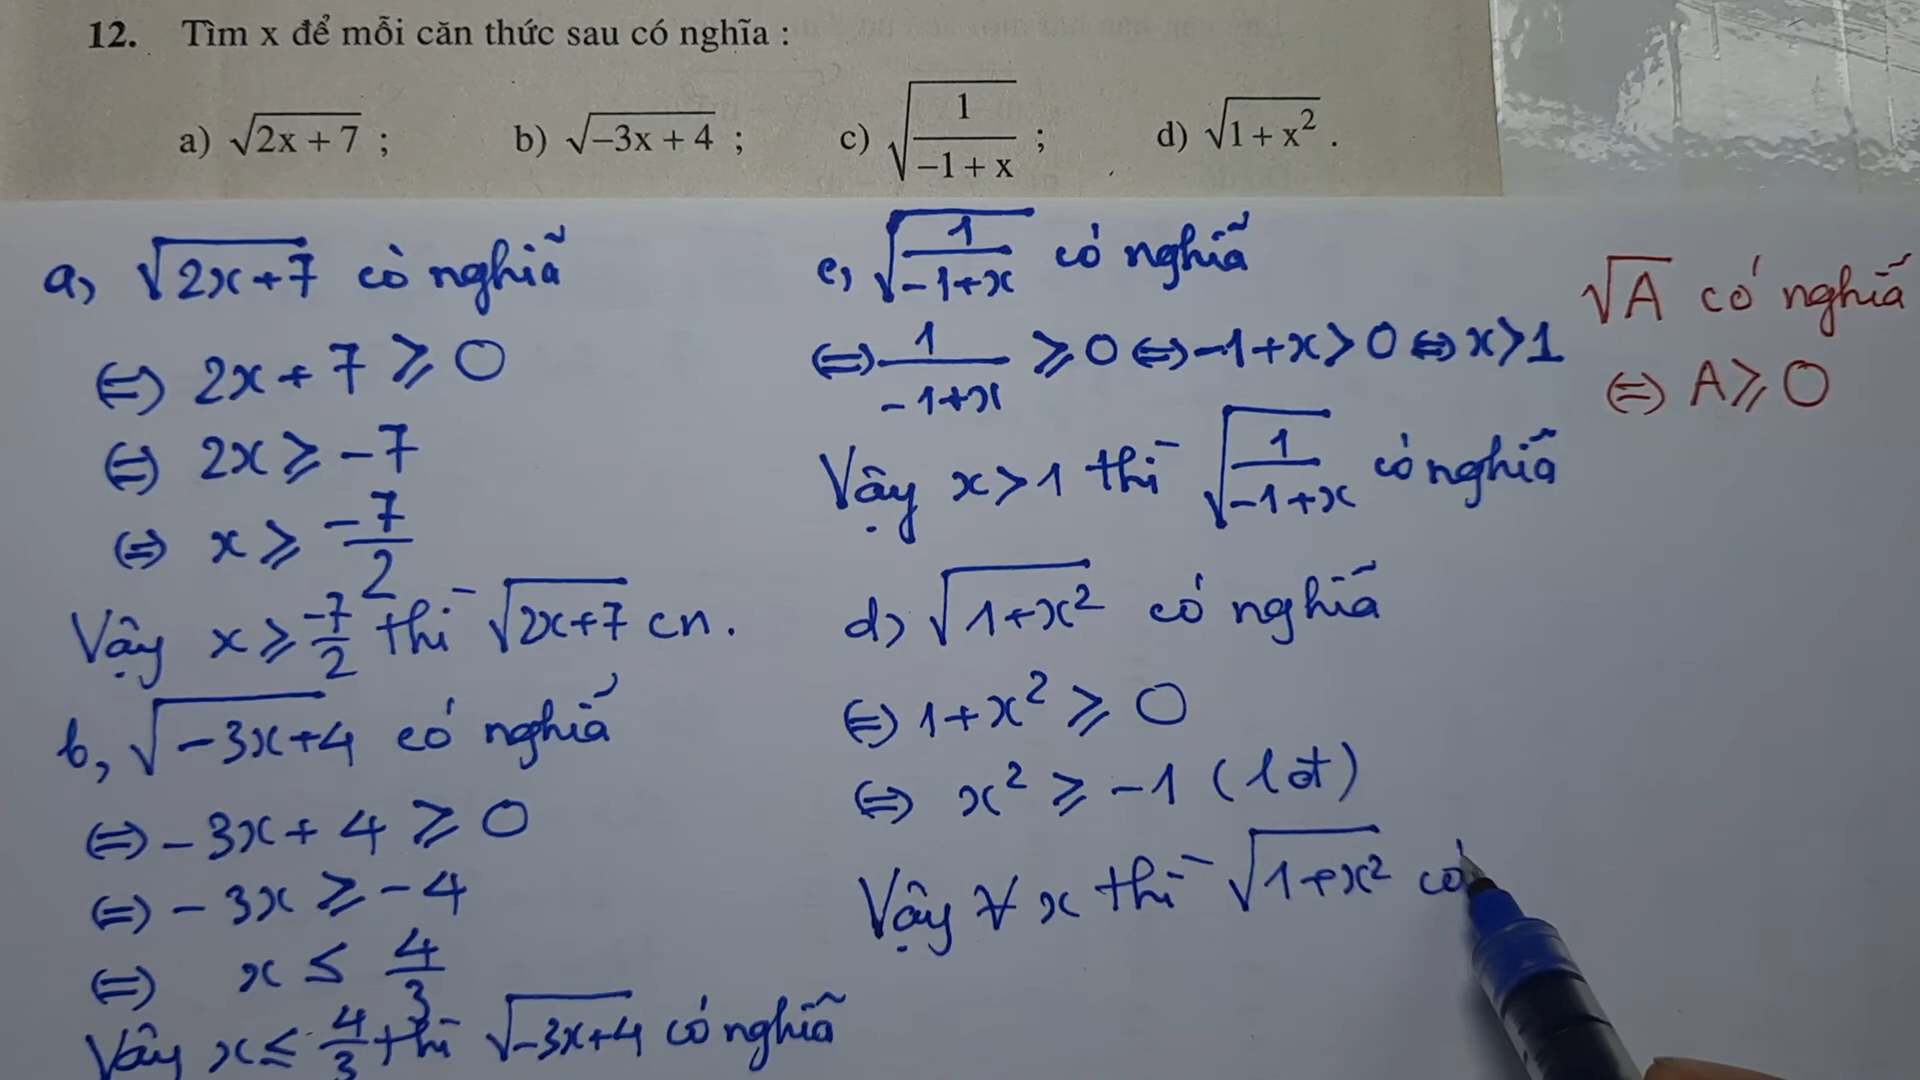 12. Tìm x để mỗi căn thức sau có nghĩa :
a) √2x + 7 ; b) √−3x + 4 ; c) √1/(−1 + x) ; d) √1 + x² .
a, √2x+7 có nghĩa
⇔ 2x + 7 ⩾ 0
⇔ 2x ⩾ -7
⇔ x ⩾ -7/2
Vậy x ⩾ -7/2 thì √2x+7 cn.
b, √-3x+4 có nghĩa
⇔ -3x + 4 ⩾ 0
⇔ -3x ⩾ -4
⇔ x ≤ 4/3
Vậy x ≤ 4/3 thì √-3x+4 có nghĩa
c, √1/(-1+x) có nghĩa
⇔ 1/(-1+x) ⩾ 0 ⇔ -1+x > 0 ⇔ x > 1
Vậy x > 1 thì √1/(-1+x) có nghĩa
d, √1+x² có nghĩa
⇔ 1+x² ⩾ 0
⇔ x² ⩾ -1 (lđ)
Vậy ∀ x thì √1+x² có
√A có nghĩa
⇔ A ⩾ 0